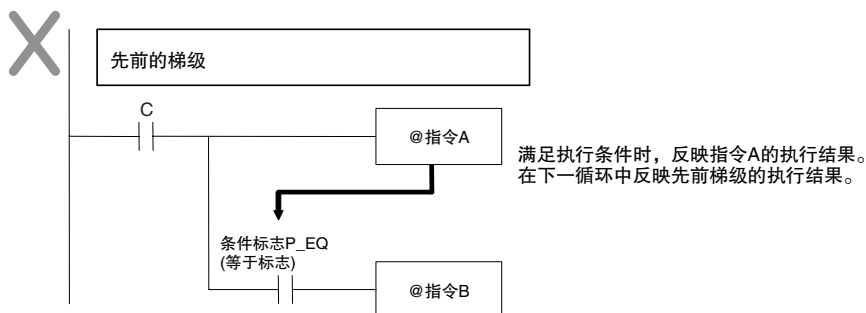 先前的梯级
C
@指令A
满足执行条件时，反映指令A的执行结果。
在下一循环中反映先前梯级的执行结果。
条件标志P_EQ
(等于标志)
@指令B